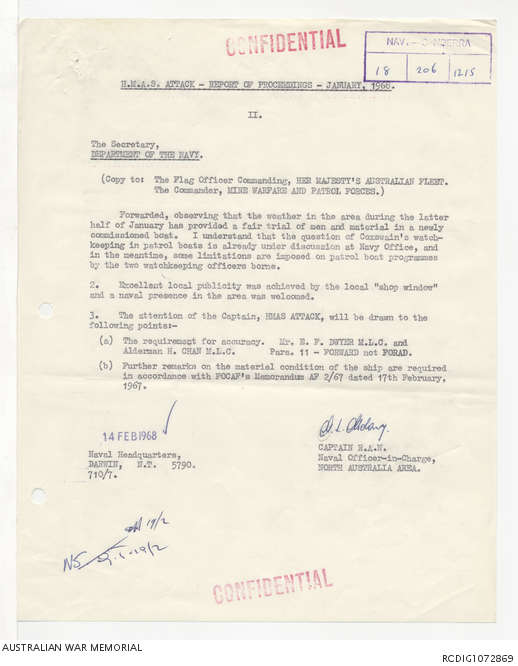 CONFIDENTIAL
NAVY - CANBERRA
18 206 1215
H.M.A.S. ATTACK - REPORT OF PROCEEDINGS - JANUARY, 1968.
II.
The Secretary,
DEPARTMENT OF THE NAVY.
(Copy to: The Flag Officer Commanding, HER MAJESTY'S AUSTRALIAN FLEET.
The Commander, MINE WARFARE AND PATROL FORCES.)
Forwarded, observing that the weather in the area during the latter
half of January has provided a fair trial of men and material in a newly
commissioned boat. I understand that the question of Coxswain's watch-
keeping in patrol boats is already under discussion at Navy Office, and
in the meantime, some limitations are imposed on patrol boat programmes
by the two watchkeeping officers borne.
2. Excellent local publicity was achieved by the local "shop window"
and a naval presence in the area was welcomed.
3. The attention of the Captain, HMAS ATTACK, will be drawn to the
following points:-
(a) The requirement for accuracy. Mr. E. F. DWYER M.L.C. and
Alderman H. CHAN M.L.C. Para. 11 - FORWARD not FORAD.
(b) Further remarks on the material condition of the ship are required
in accordance with FOCAF's Memorandum AF 2/67 dated 17th February,
1967.
14 FEB 1968
Naval Headquarters,
DARWIN, N.T. 5790.
710/7.
CAPTAIN R.A.N.
Naval Officer-in-Charge,
NORTH AUSTRALIA AREA.
19/2
NS 19/2
CONFIDENTIAL
AUSTRALIAN WAR MEMORIAL
RCDIG1072869